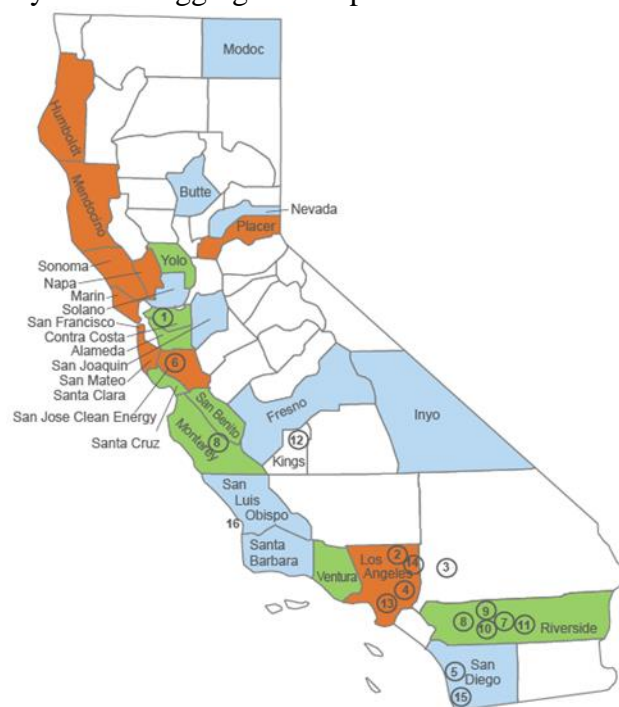 Modoc
Humboldt
Mendocino
Butte
Nevada
Placer
Sonoma
Yolo
Napa
Marin
Solano
San Francisco
1
Contra Costa
Alameda
San Joaquin
San Mateo
6
Santa Clara
San Jose Clean Energy
Santa Cruz
San Benito
Monterey
8
Fresno
Inyo
12
Kings
San
Luis
Obispo
16
Santa
Barbara
Ventura
Los
Angeles
2
14
3
4
13
9
8
10
7
11
Riverside
5
San
Diego
15